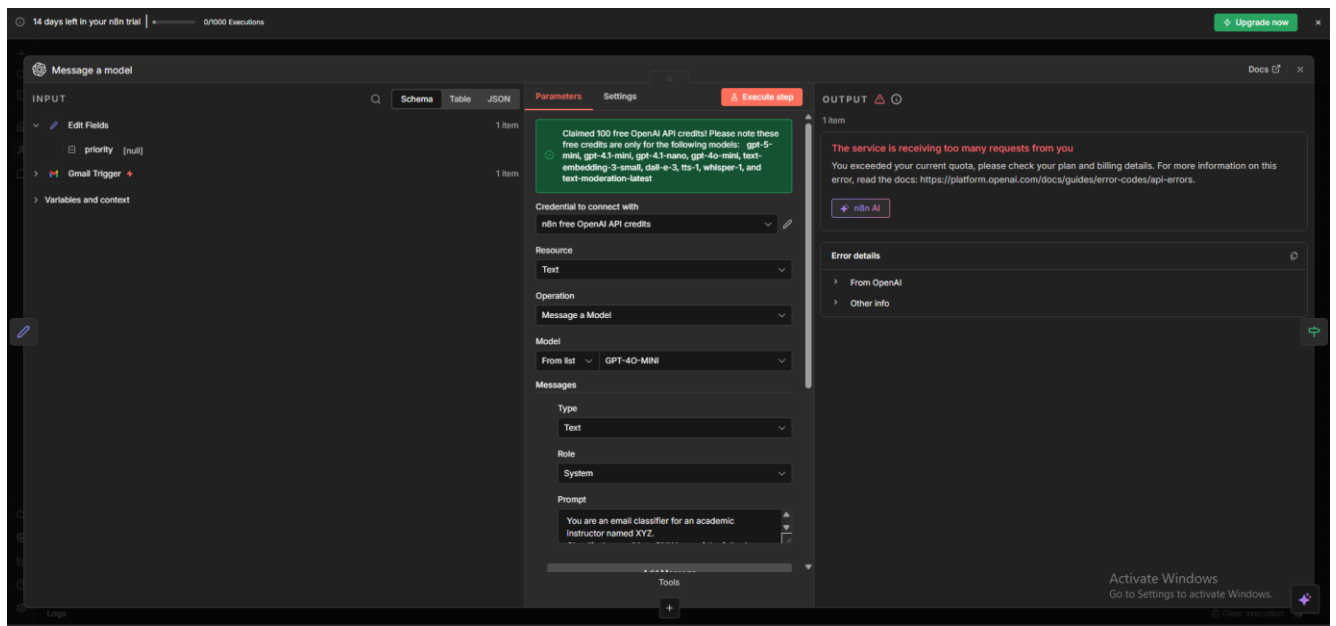 14 days left in your n8n trial
0/1000 Executions
Upgrade now
Message a model
Docs
INPUT
Schema
Table
JSON
Edit Fields
1 item
priority [null]
Gmail Trigger
1 item
Variables and context
Parameters
Settings
Execute step
Claimed 100 free OpenAI API credits! Please note these
free credits are only for the following models: gpt-5-
mini, gpt-4.1-mini, gpt-4.1-nano, gpt-4o-mini, text-
embedding-3-small, dall-e-3, tts-1, whisper-1, and
text-moderation-latest
Credential to connect with
n8n free OpenAI API credits
Resource
Text
Operation
Message a Model
Model
From list
GPT-4O-MINI
Messages
Type
Text
Role
System
Prompt
You are an email classifier for an academic
instructor named XYZ.
Tools
OUTPUT
1 item
The service is receiving too many requests from you
You exceeded your current quota, please check your plan and billing details. For more information on this
error, read the docs: https://platform.openai.com/docs/guides/error-codes/api-errors.
n8n AI
Error details
From OpenAI
Other info
Activate Windows
Go to Settings to activate Windows.
Logs
Clear execution